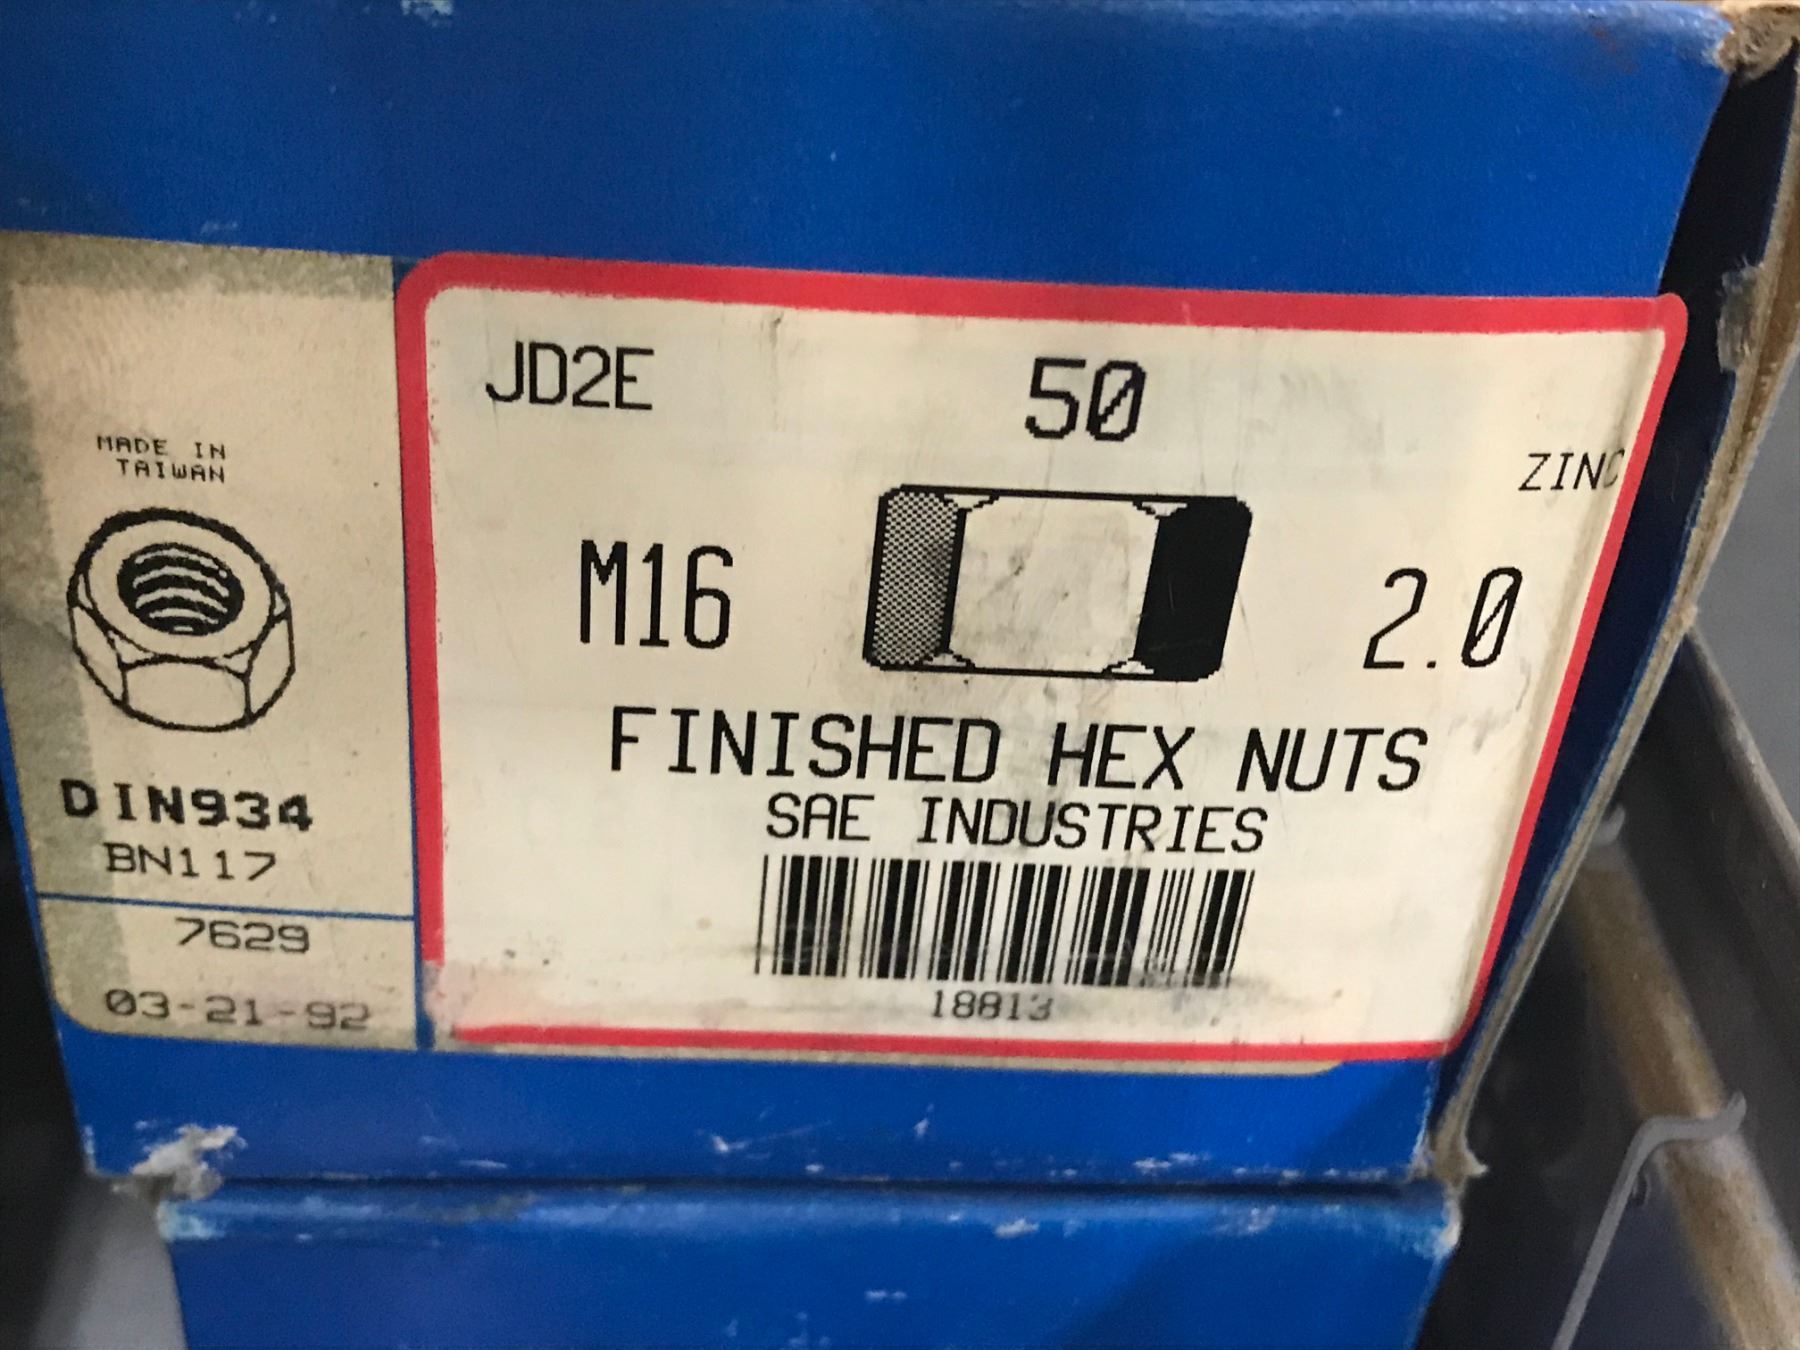 MADE IN
TAIWAN
DIN934
BN117
7629
03-21-92
JD2E
50
ZINC
M16
2.0
FINISHED HEX NUTS
SAE INDUSTRIES
18813